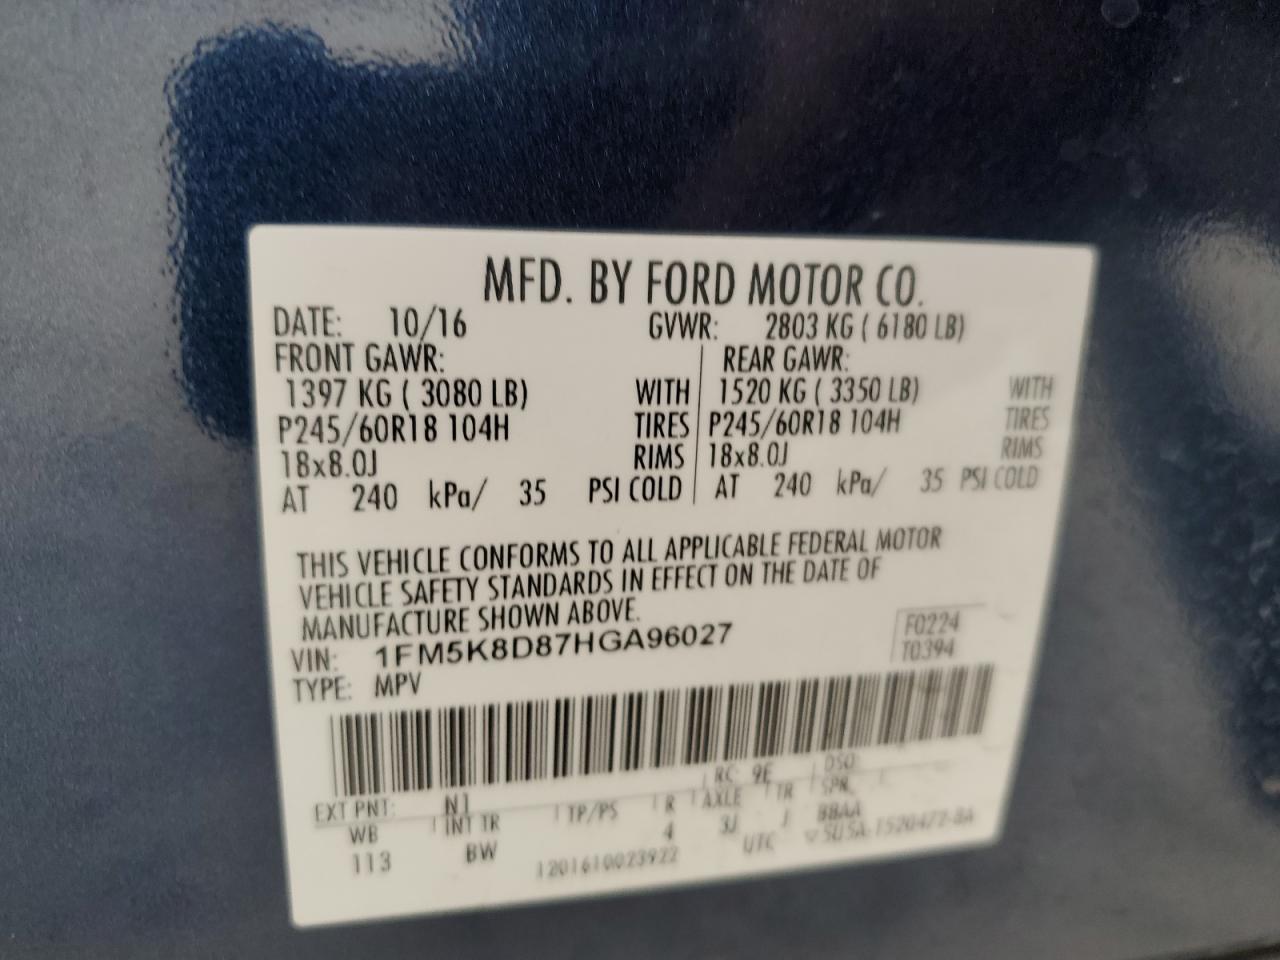 MFD. BY FORD MOTOR CO.
DATE: 10/16 GVWR: 2803 KG ( 6180 LB)
FRONT GAWR: REAR GAWR:
1397 KG ( 3080 LB) WITH 1520 KG ( 3350 LB) WITH
P245/60R18 104H TIRES P245/60R18 104H TIRES
18x8.0J RIMS 18x8.0J RIMS
AT 240 kPa/ 35 PSI COLD AT 240 kPa/ 35 PSI COLD
THIS VEHICLE CONFORMS TO ALL APPLICABLE FEDERAL MOTOR
VEHICLE SAFETY STANDARDS IN EFFECT ON THE DATE OF
MANUFACTURE SHOWN ABOVE.
VIN: 1FM5K8D87HGA96027 F0224
TYPE: MPV T0394
EXT PNT: N1 RC: 9E DSO:
WB INT TR TP/PS R AXLE TR SPR
113 BW 4 3J J BBAA
1201610023922 UTC